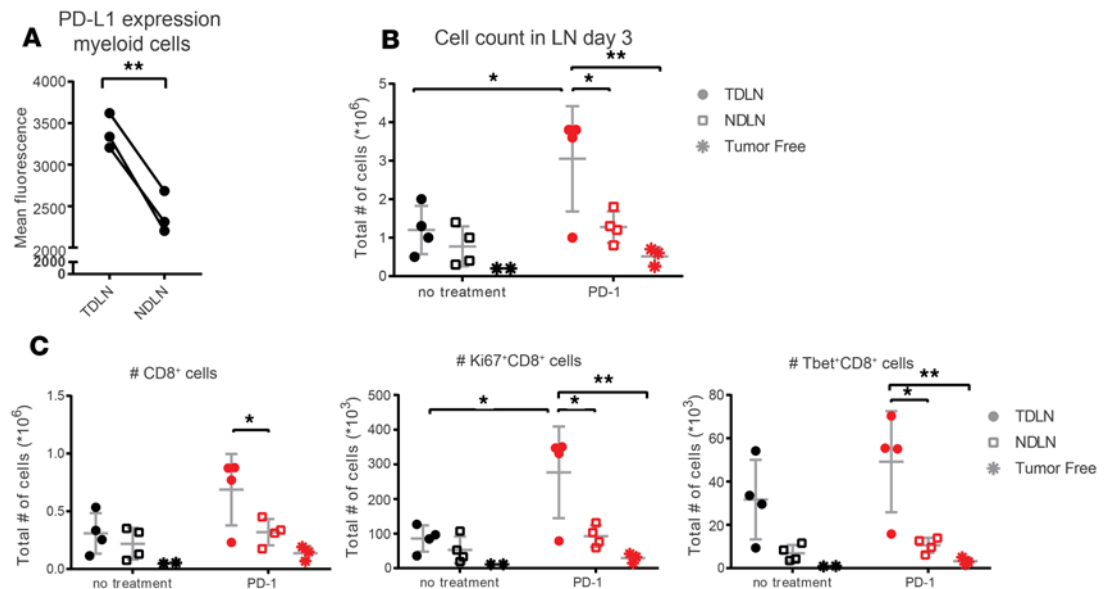 A
PD-L1 expression
myeloid cells
**
4000
3500
3000
2500
2000
2000
0
Mean fluorescence
TDLN
NDLN
B
Cell count in LN day 3
**
*
*
5
4
3
2
1
0
Total # of cells (*10⁶)
no treatment
PD-1
TDLN
NDLN
Tumor Free
C
# CD8⁺ cells
*
1.5
1.0
0.5
0.0
Total # of cells (*10⁶)
no treatment
PD-1
# Ki67⁺CD8⁺ cells
**
*
*
500
400
300
200
100
0
Total # of cells (*10³)
no treatment
PD-1
# Tbet⁺CD8⁺ cells
**
*
80
60
40
20
0
Total # of cells (*10³)
no treatment
PD-1
TDLN
NDLN
Tumor Free